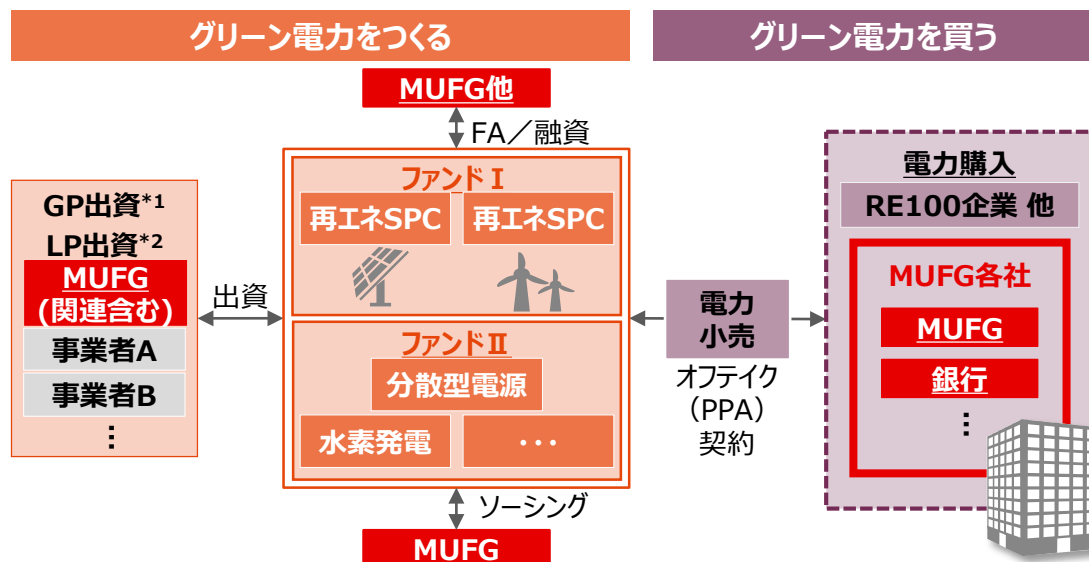 グリーン電力をつくる
グリーン電力を買う
MUFG他
FA／融資
GP出資*1
LP出資*2
MUFG
(関連含む)
事業者A
事業者B
⋮
出資
ファンドⅠ
再エネSPC
再エネSPC
ファンドⅡ
分散型電源
水素発電
・・・
ソーシング
MUFG
電力
小売
オフテイク
（PPA）
契約
電力購入
RE100企業 他
MUFG各社
MUFG
銀行
⋮